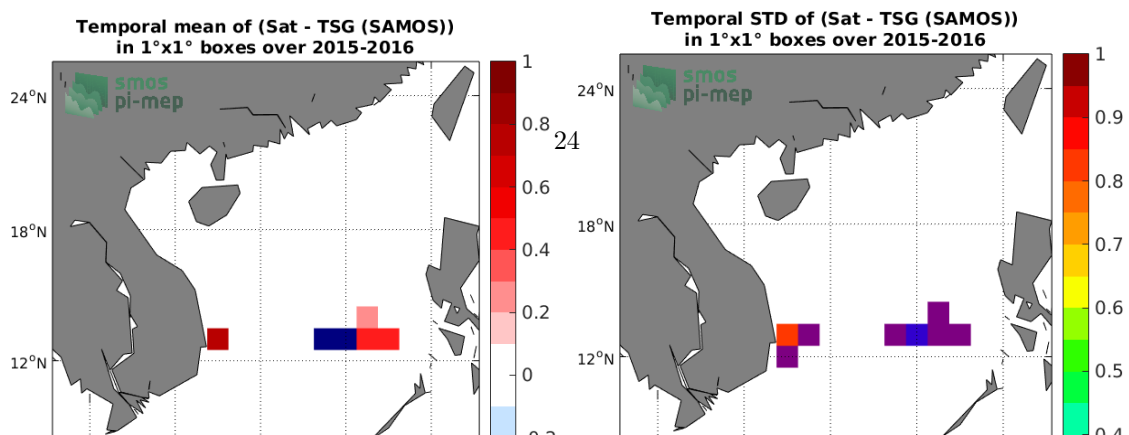 Temporal mean of (Sat - TSG (SAMOS))
in 1°x1° boxes over 2015-2016
smos
pi-mep
24°N
18°N
12°N
1
0.8
0.6
0.4
0.2
0
24
Temporal STD of (Sat - TSG (SAMOS))
in 1°x1° boxes over 2015-2016
smos
pi-mep
24°N
18°N
12°N
1
0.9
0.8
0.7
0.6
0.5